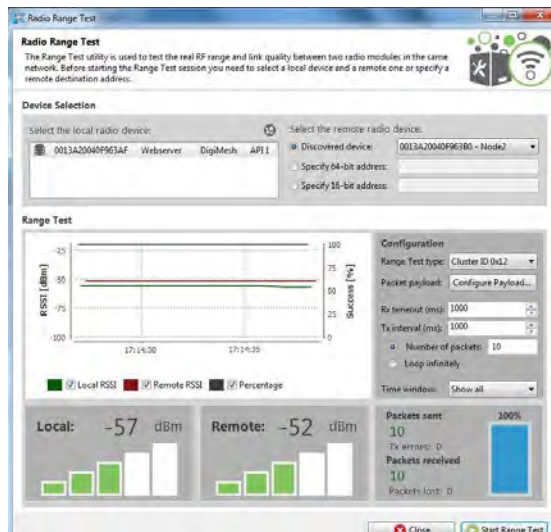 Radio Range Test
Radio Range Test
The Range Test utility is used to test the real RF range and link quality between two radio modules in the same
network. Before starting the Range Test session you need to select a local device and a remote one or specify a
remote destination address.
Device Selection
Select the local radio device:
0013A20040F963AF Webserver DigiMesh API 1
Select the remote radio device:
Discovered device: 0013A20040F963B0 - Node2
Specify 64-bit address:
Specify 16-bit address:
Range Test
RSSI [dBm]
-25
-50
-75
-100
100
75
50
25
0
Success [%]
17:14:30 17:14:35
Local RSSI Remote RSSI Percentage
Configuration
Range Test type: Cluster ID 0x12
Packet payload: Configure Payload...
Rx timeout (ms): 1000
Tx interval (ms): 1000
Number of packets: 10
Loop infinitely
Time window: Show all
Local: -57 dBm
Remote: -52 dBm
Packets sent 100%
10
Tx errors: 0
Packets received
10
Packets lost: 0
Close Start Range Test